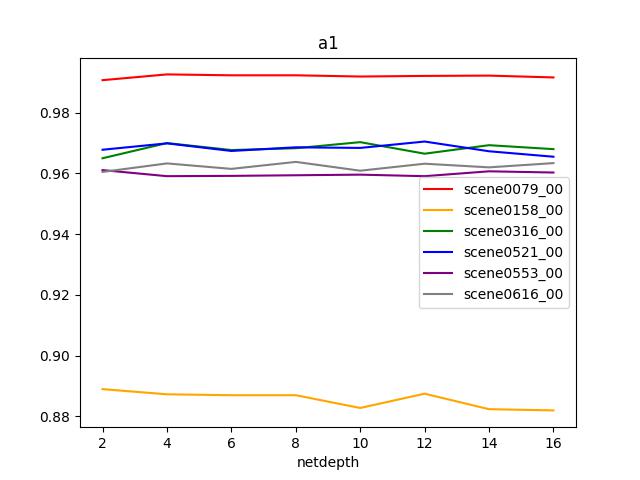 a1
0.98
0.96
0.94
0.92
0.90
0.88
scene0079_00
scene0158_00
scene0316_00
scene0521_00
scene0553_00
scene0616_00
2 4 6 8 10 12 14 16
netdepth